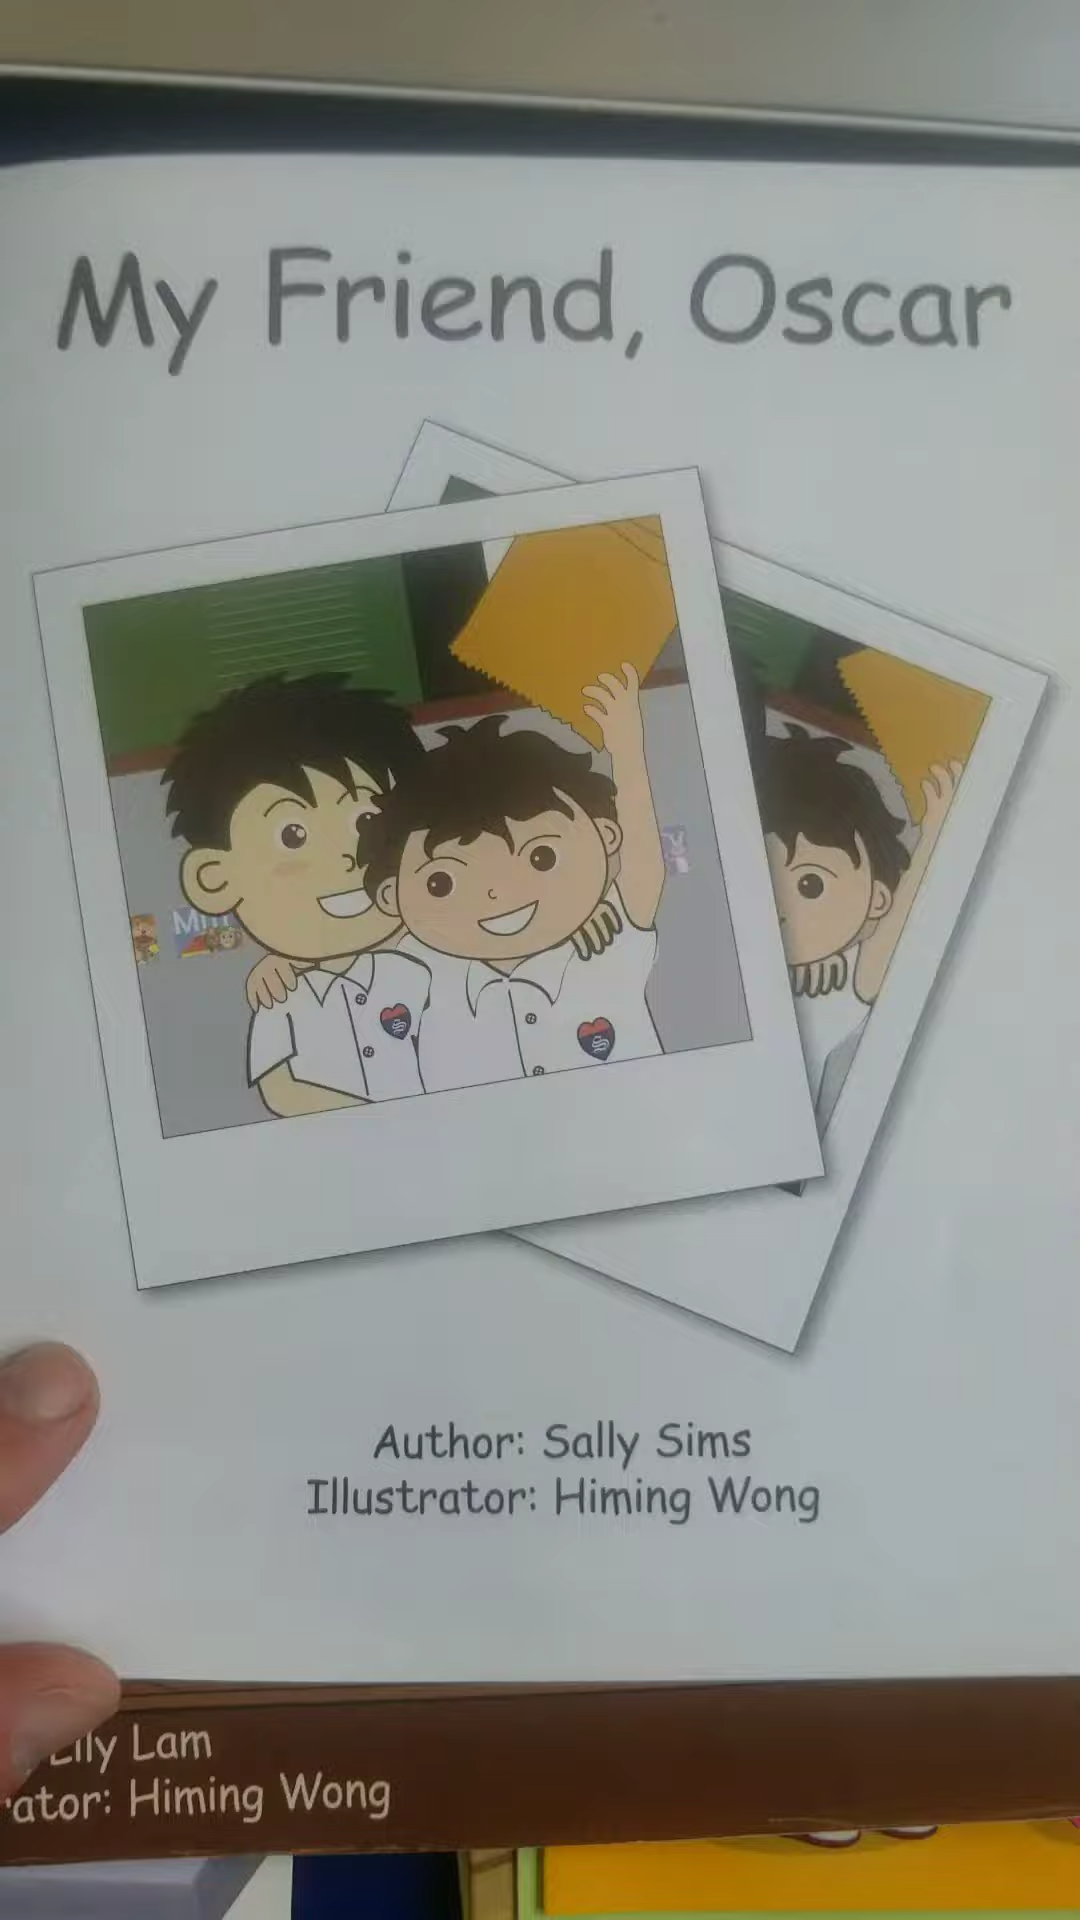 My Friend, Oscar
Author: Sally Sims
Illustrator: Himing Wong
Lily Lam
ator: Himing Wong